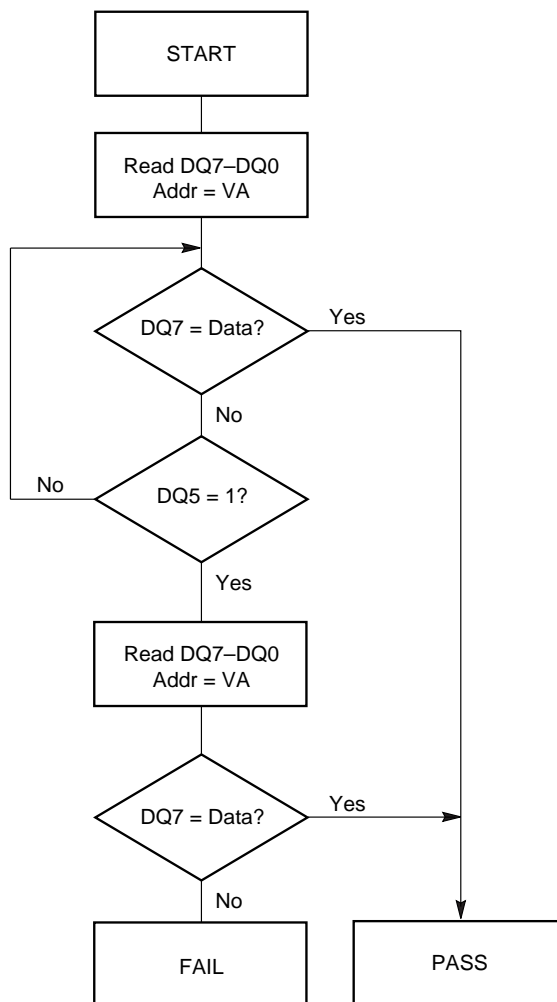 START
Read DQ7–DQ0
Addr = VA
DQ7 = Data?
Yes
No
No
DQ5 = 1?
Yes
Read DQ7–DQ0
Addr = VA
DQ7 = Data?
Yes
No
FAIL
PASS